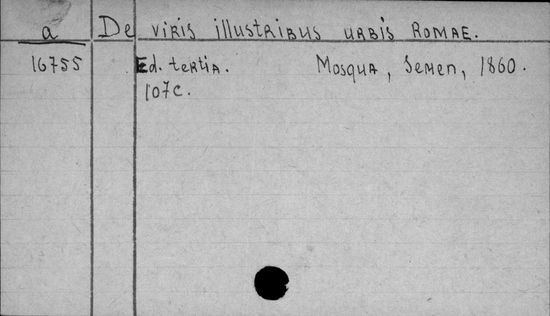 a De viris illustribus urbis Romae.
16755 Ed. tertia. Mosqua, Semen, 1860.
107c.